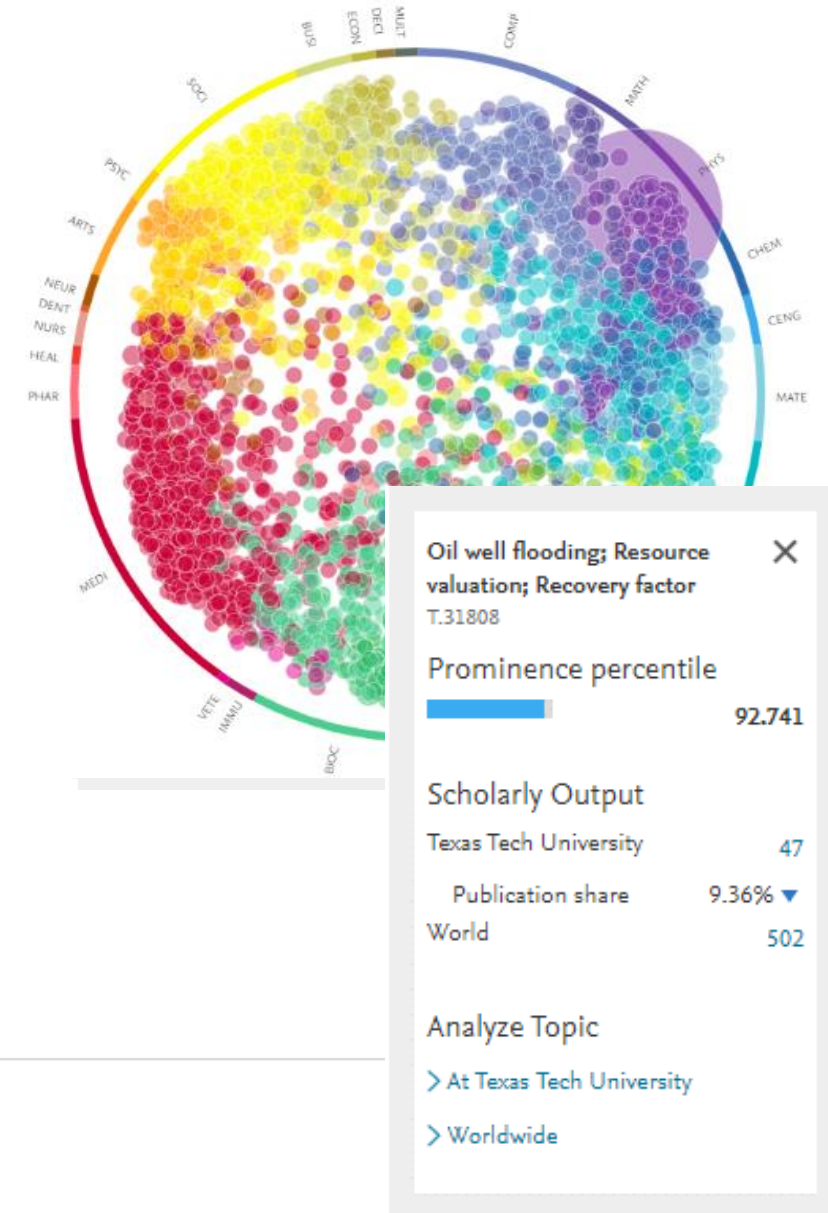 MULT
DECI
ECON
BUSI
COMP
SOCI
MATH
PSYC
PHYS
ARTS
CHEM
NEUR
DENT
CENG
NURS
HEAL
PHAR
MATE
MEDI
VETE
IMMU
BIOC
Oil well flooding; Resource
valuation; Recovery factor
T.31808
Prominence percentile
92.741
Scholarly Output
Texas Tech University 47
Publication share 9.36%
World 502
Analyze Topic
At Texas Tech University
Worldwide